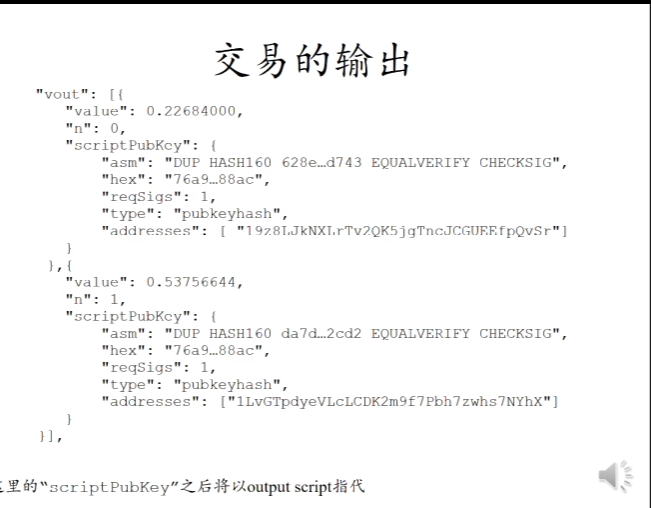 交易的输出
"vout": [{
"value": 0.22684000,
"n": 0,
"scriptPubKey": {
"asm": "DUP HASH160 628e…d743 EQUALVERIFY CHECKSIG",
"hex": "76a9…88ac",
"reqSigs": 1,
"type": "pubkeyhash",
"addresses": [ "19z8LJkNXLrTv2QK5jgTncJCGUEEfpQvSr"]
}
},{
"value": 0.53756644,
"n": 1,
"scriptPubKey": {
"asm": "DUP HASH160 da7d…2cd2 EQUALVERIFY CHECKSIG",
"hex": "76a9…88ac",
"reqSigs": 1,
"type": "pubkeyhash",
"addresses": ["1LvGTpdyeVLcLCDK2m9f7Pbh7zwhs7NYhX"]
}
}],
这里的“scriptPubKey”之后将以output script指代